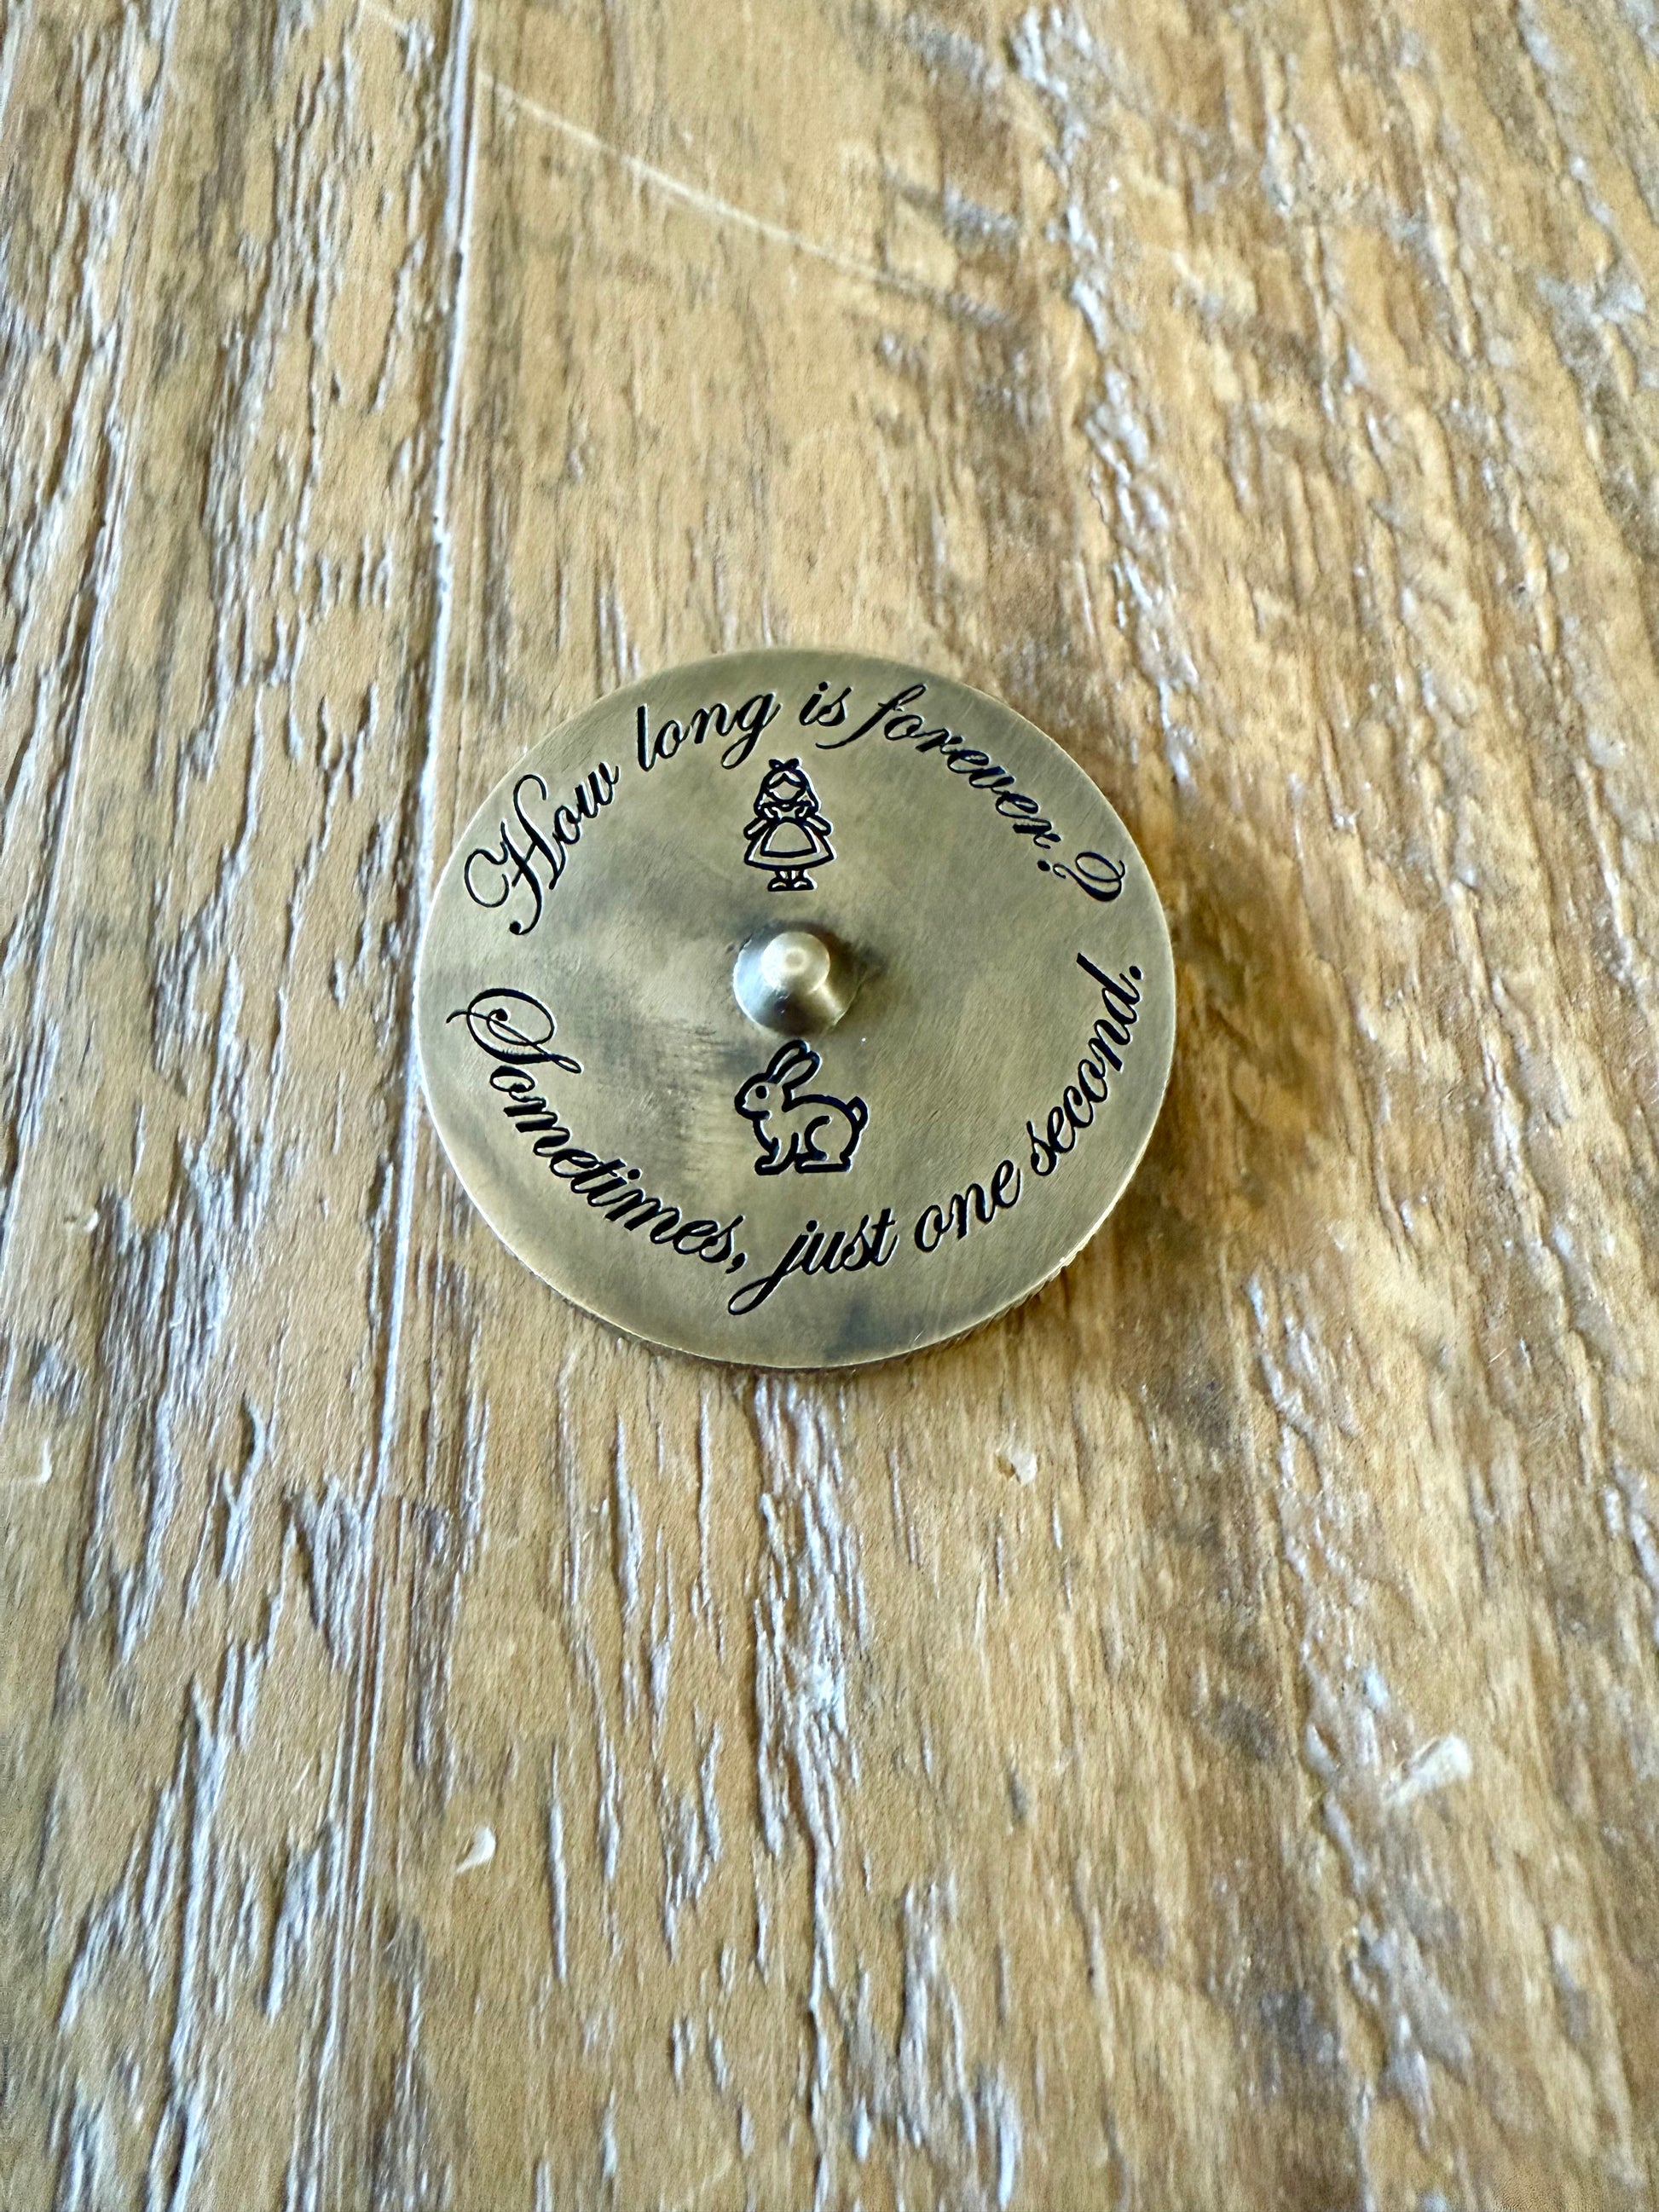 How long is forever?
Sometimes, just one second.